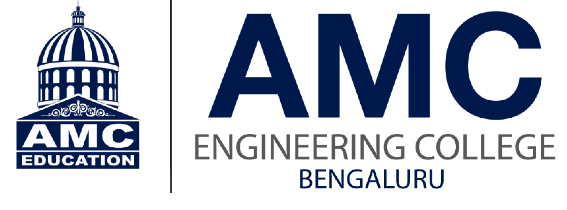 AMC
EDUCATION
AMC
ENGINEERING COLLEGE
BENGALURU